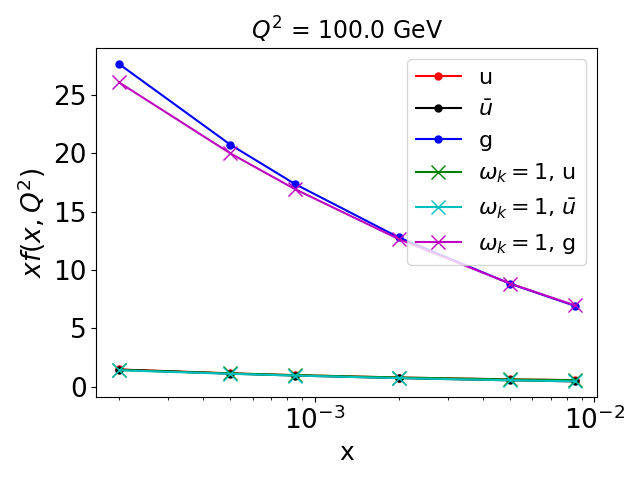 Q² = 100.0 GeV
u
ū
g
ωₖ = 1, u
ωₖ = 1, ū
ωₖ = 1, g
xf(x, Q²)
25
20
15
10
5
0
10⁻³
10⁻²
x